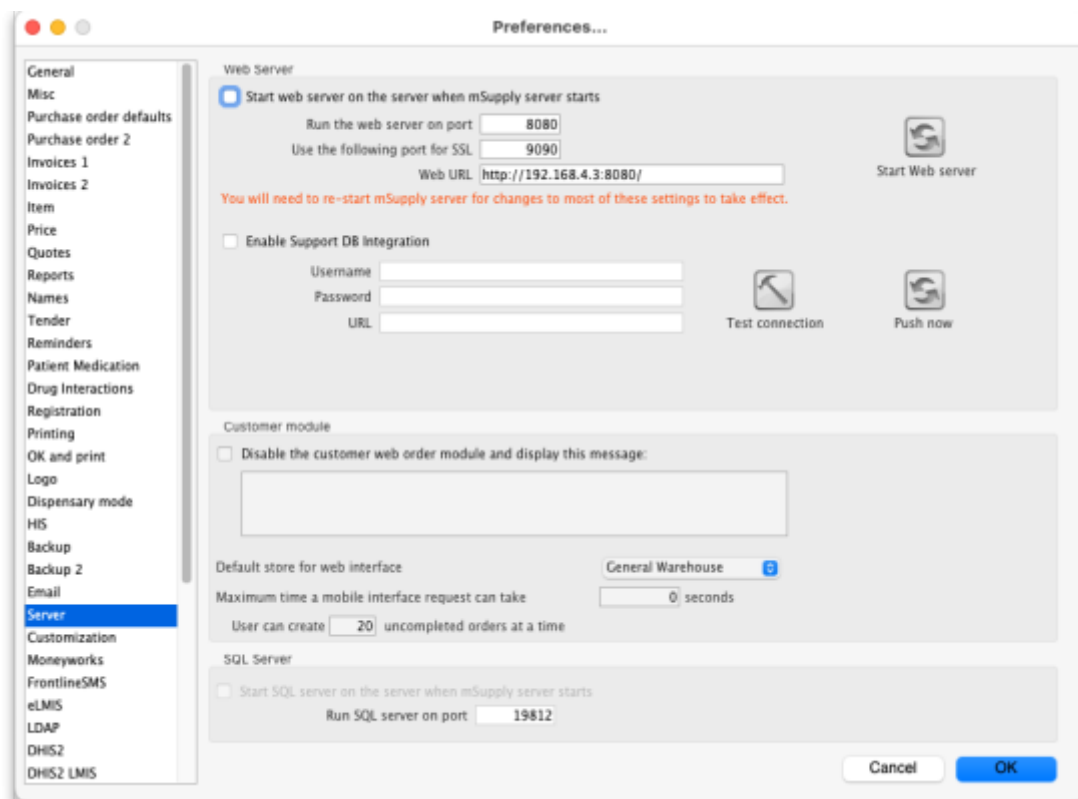 Preferences...
General
Misc
Purchase order defaults
Purchase order 2
Invoices 1
Invoices 2
Item
Price
Quotes
Reports
Names
Tender
Reminders
Patient Medication
Drug Interactions
Registration
Printing
OK and print
Logo
Dispensary mode
HIS
Backup
Backup 2
Email
Server
Customization
Moneyworks
FrontlineSMS
eLMIS
LDAP
DHIS2
DHIS2 LMIS
Web Server
Start web server on the server when mSupply server starts
Run the web server on port 8080
Use the following port for SSL 9090
Web URL http://192.168.4.3:8080/
Start Web server
You will need to re-start mSupply server for changes to most of these settings to take effect.
Enable Support DB Integration
Username
Password
URL
Test connection
Push now
Customer module
Disable the customer web order module and display this message:
Default store for web interface General Warehouse
Maximum time a mobile interface request can take 0 seconds
User can create 20 uncompleted orders at a time
SQL Server
Start SQL server on the server when mSupply server starts
Run SQL server on port 19812
Cancel OK